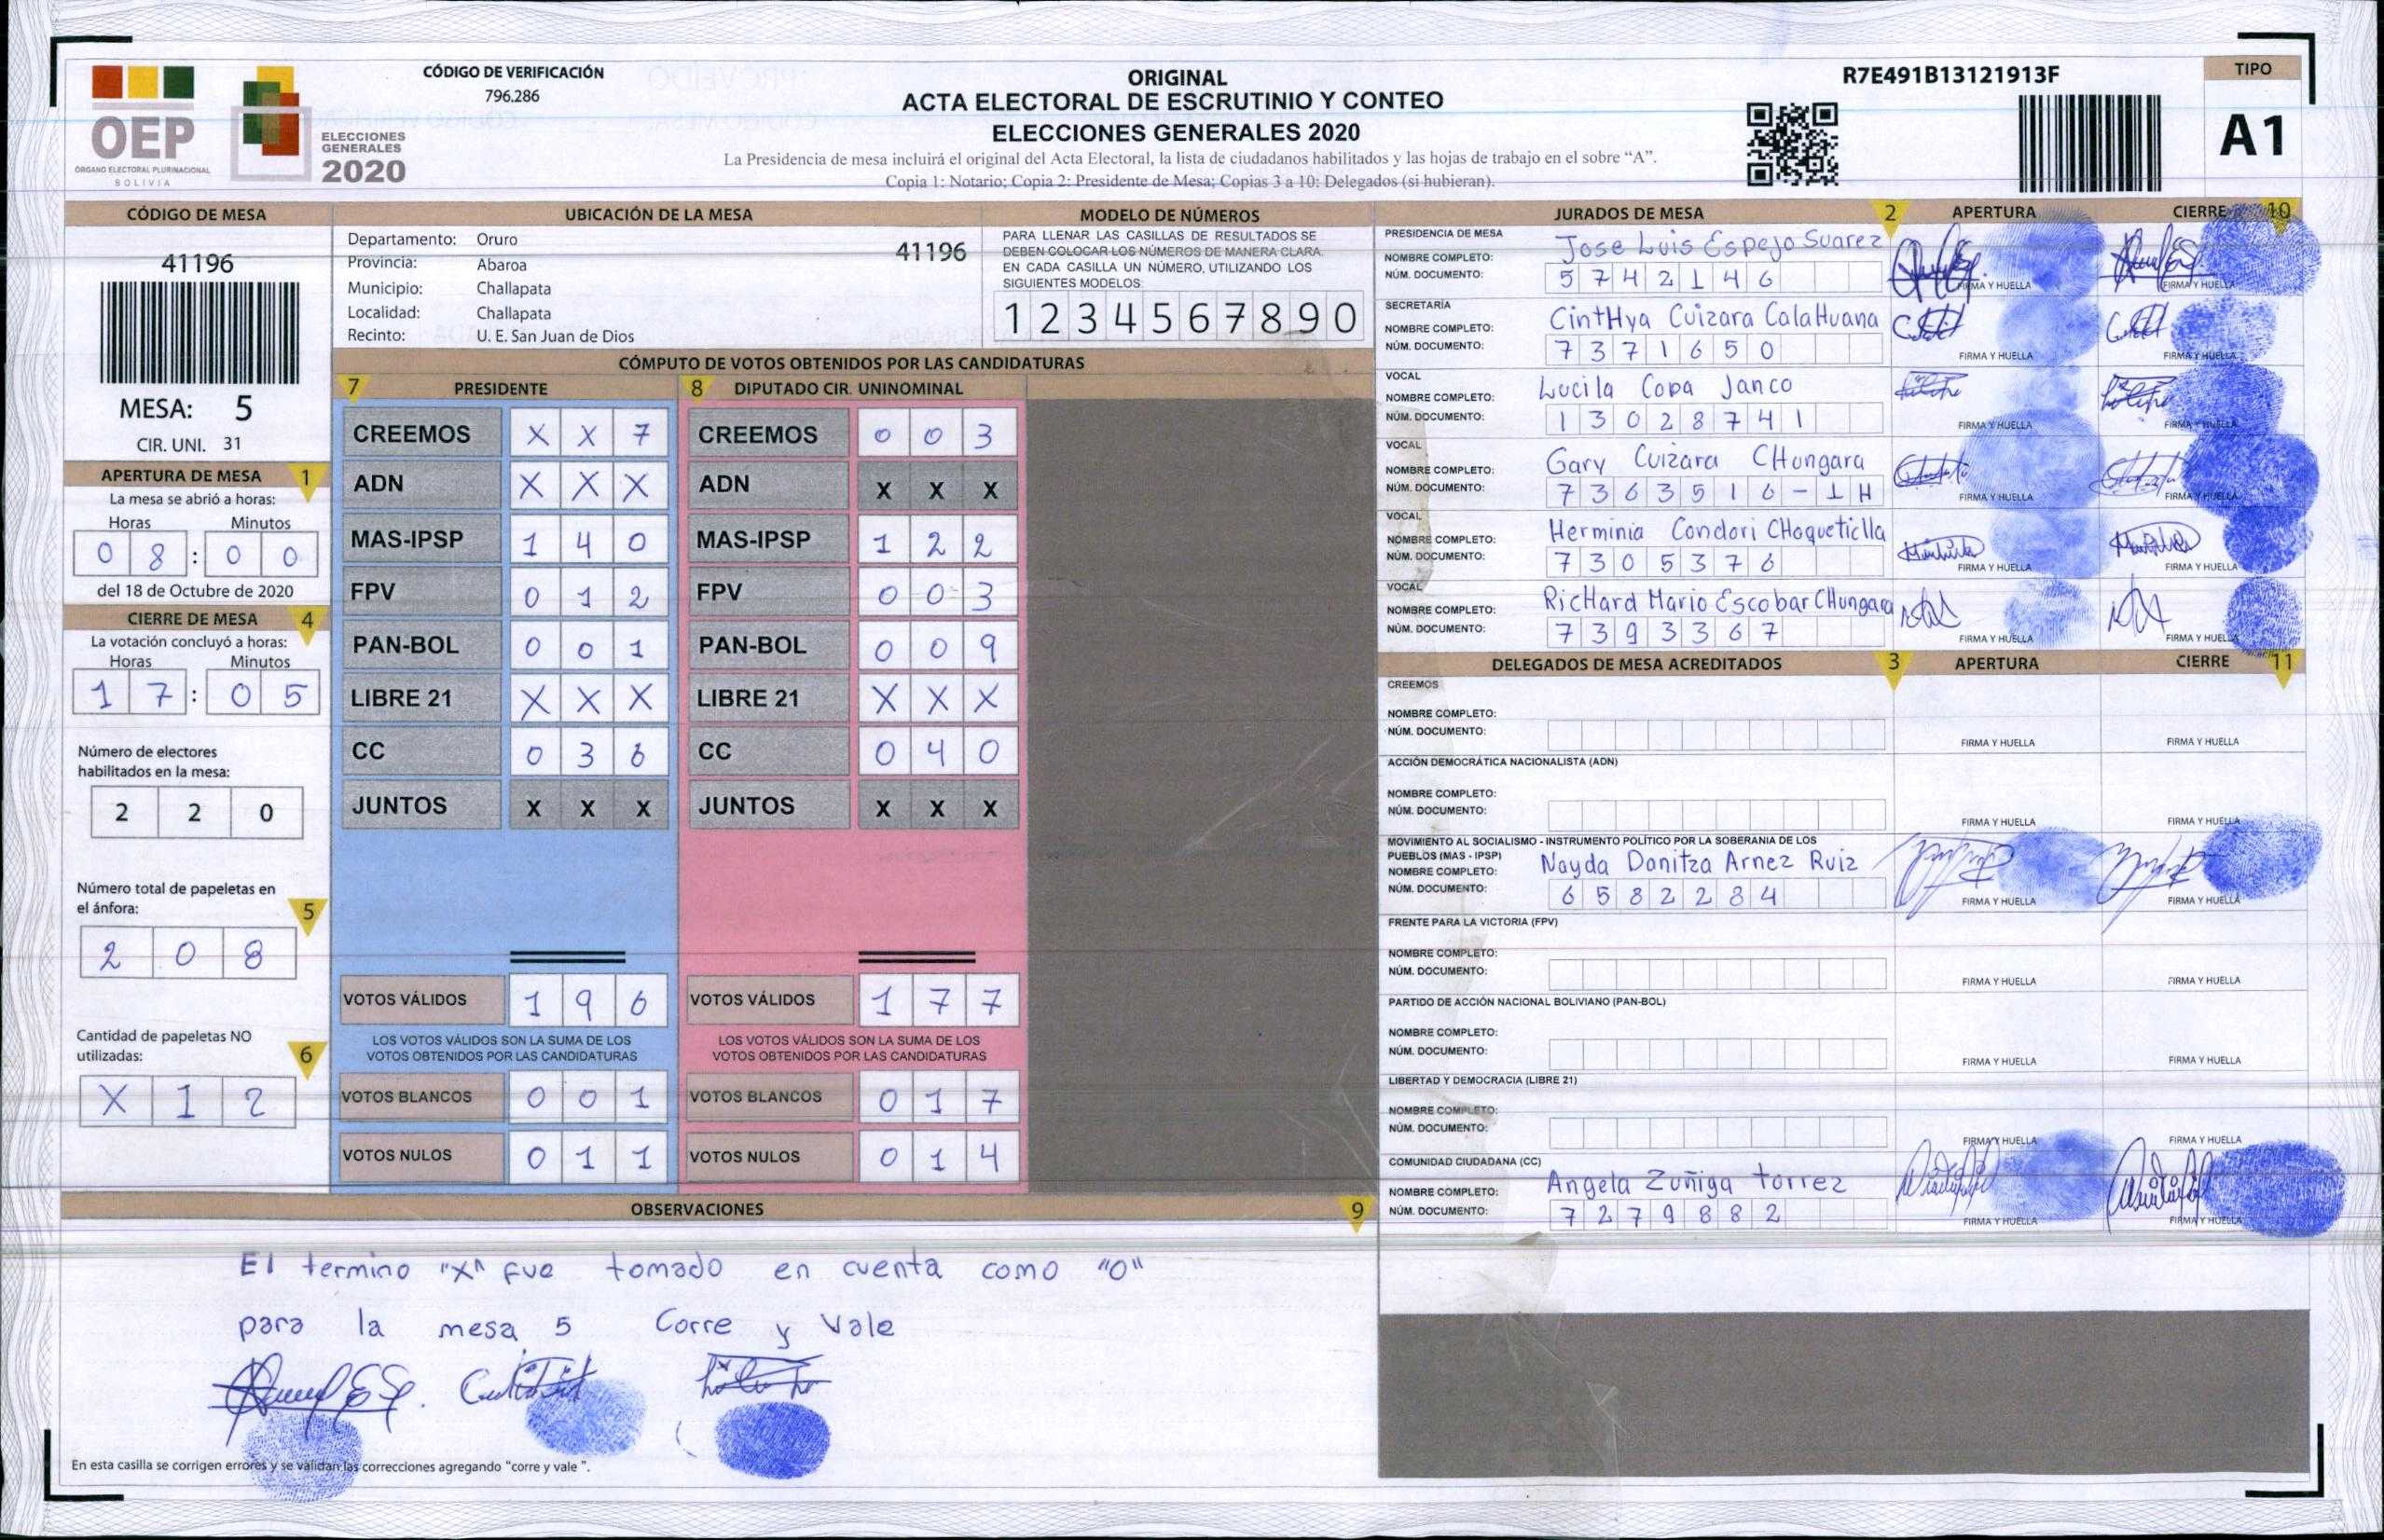 OEP
ÓRGANO ELECTORAL PLURINACIONAL
BOLIVIA
ELECCIONES
GENERALES
2020
CÓDIGO DE VERIFICACIÓN
796.286
ORIGINAL
ACTA ELECTORAL DE ESCRUTINIO Y CONTEO
ELECCIONES GENERALES 2020
La Presidencia de mesa incluirá el original del Acta Electoral, la lista de ciudadanos habilitados y las hojas de trabajo en el sobre “A”.
Copia 1: Notario; Copia 2: Presidente de Mesa; Copias 3 a 10: Delegados (si hubieran).
R7E491B13121913F
TIPO
A1
CÓDIGO DE MESA
41196
MESA: 5
CIR. UNI. 31
APERTURA DE MESA 1
La mesa se abrió a horas:
Horas Minutos
0 8 : 0 0
del 18 de Octubre de 2020
CIERRE DE MESA 4
La votación concluyó a horas:
Horas Minutos
1 7 : 0 5
Número de electores
habilitados en la mesa:
2 2 0
Número total de papeletas en
el ánfora: 5
2 0 8
Cantidad de papeletas NO
utilizadas: 6
X 1 2
UBICACIÓN DE LA MESA
Departamento: Oruro
41196
Provincia: Abaroa
Municipio: Challapata
Localidad: Challapata
Recinto: U. E. San Juan de Dios
MODELO DE NÚMEROS
PARA LLENAR LAS CASILLAS DE RESULTADOS SE
DEBEN COLOCAR LOS NÚMEROS DE MANERA CLARA.
EN CADA CASILLA UN NÚMERO, UTILIZANDO LOS
SIGUIENTES MODELOS:
1 2 3 4 5 6 7 8 9 0
CÓMPUTO DE VOTOS OBTENIDOS POR LAS CANDIDATURAS
7 PRESIDENTE 8 DIPUTADO CIR. UNINOMINAL
CREEMOS X X 7 CREEMOS 0 0 3
ADN X X X ADN X X X
MAS-IPSP 1 4 0 MAS-IPSP 1 2 2
FPV 0 1 2 FPV 0 0 3
PAN-BOL 0 0 1 PAN-BOL 0 0 9
LIBRE 21 X X X LIBRE 21 X X X
CC 0 3 6 CC 0 4 0
JUNTOS X X X JUNTOS X X X
VOTOS VÁLIDOS 1 9 6 VOTOS VÁLIDOS 1 7 7
LOS VOTOS VÁLIDOS SON LA SUMA DE LOS LOS VOTOS VÁLIDOS SON LA SUMA DE LOS
VOTOS OBTENIDOS POR LAS CANDIDATURAS VOTOS OBTENIDOS POR LAS CANDIDATURAS
VOTOS BLANCOS 0 0 1 VOTOS BLANCOS 0 1 7
VOTOS NULOS 0 1 1 VOTOS NULOS 0 1 4
JURADOS DE MESA 2 APERTURA CIERRE 10
PRESIDENCIA DE MESA
NOMBRE COMPLETO: Jose Luis Espejo Suarez
NÚM. DOCUMENTO: 5 7 4 2 1 4 6
FIRMA Y HUELLA FIRMA Y HUELLA
SECRETARÍA
NOMBRE COMPLETO: CintHya Cuizara CalaHuana
NÚM. DOCUMENTO: 7 3 7 1 6 5 0
FIRMA Y HUELLA FIRMA Y HUELLA
VOCAL
NOMBRE COMPLETO: Lucila Copa Janco
NÚM. DOCUMENTO: 1 3 0 2 8 7 4 1
FIRMA Y HUELLA FIRMA Y HUELLA
VOCAL
NOMBRE COMPLETO: Gary Cuizara CHungara
NÚM. DOCUMENTO: 7 3 6 3 5 1 6 - 1 H
FIRMA Y HUELLA FIRMA Y HUELLA
VOCAL
NOMBRE COMPLETO: Herminia Condori CHoqueticlla
NÚM. DOCUMENTO: 7 3 0 5 3 7 6
FIRMA Y HUELLA FIRMA Y HUELLA
VOCAL
NOMBRE COMPLETO: RicHard Mario Escobar CHungara
NÚM. DOCUMENTO: 7 3 9 3 3 6 7
FIRMA Y HUELLA FIRMA Y HUELLA
DELEGADOS DE MESA ACREDITADOS 3 APERTURA CIERRE 11
CREEMOS
NOMBRE COMPLETO:
NÚM. DOCUMENTO:
FIRMA Y HUELLA FIRMA Y HUELLA
ACCIÓN DEMOCRÁTICA NACIONALISTA (ADN)
NOMBRE COMPLETO:
NÚM. DOCUMENTO:
FIRMA Y HUELLA FIRMA Y HUELLA
MOVIMIENTO AL SOCIALISMO - INSTRUMENTO POLÍTICO POR LA SOBERANIA DE LOS
PUEBLOS (MAS - IPSP)
NOMBRE COMPLETO: Nayda Danitza Arnez Ruiz
NÚM. DOCUMENTO: 6 5 8 2 2 8 4
FIRMA Y HUELLA FIRMA Y HUELLA
FRENTE PARA LA VICTORIA (FPV)
NOMBRE COMPLETO:
NÚM. DOCUMENTO:
FIRMA Y HUELLA FIRMA Y HUELLA
PARTIDO DE ACCIÓN NACIONAL BOLIVIANO (PAN-BOL)
NOMBRE COMPLETO:
NÚM. DOCUMENTO:
FIRMA Y HUELLA FIRMA Y HUELLA
LIBERTAD Y DEMOCRACIA (LIBRE 21)
NOMBRE COMPLETO:
NÚM. DOCUMENTO:
FIRMA Y HUELLA FIRMA Y HUELLA
COMUNIDAD CIUDADANA (CC)
NOMBRE COMPLETO: Angela Zuñiga torrez
NÚM. DOCUMENTO: 7 2 7 9 8 8 2
FIRMA Y HUELLA FIRMA Y HUELLA
OBSERVACIONES 9
El termino "X" fue tomado en cuenta como "0"
para la mesa 5 Corre y Vale
En esta casilla se corrigen errores y se validan las correcciones agregando “corre y vale ”.